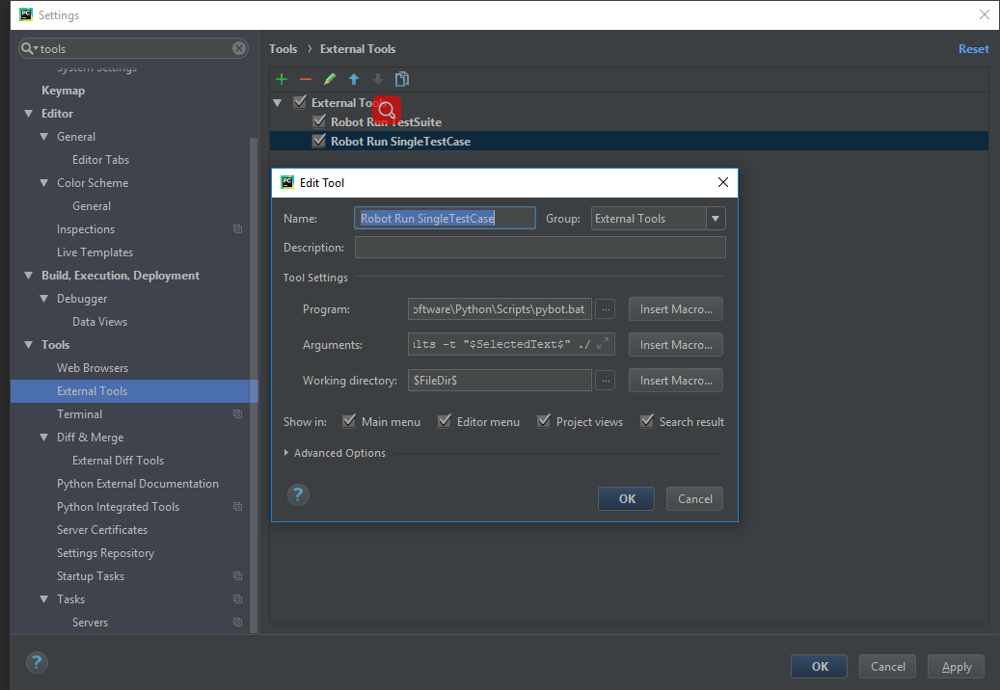 PC Settings
tools
System Settings
Keymap
Editor
General
Editor Tabs
Color Scheme
General
Inspections
Live Templates
Build, Execution, Deployment
Debugger
Data Views
Tools
Web Browsers
External Tools
Terminal
Diff & Merge
External Diff Tools
Python External Documentation
Python Integrated Tools
Server Certificates
Settings Repository
Startup Tasks
Tasks
Servers
Tools › External Tools
Reset
External Too
Robot Run TestSuite
Robot Run SingleTestCase
PC Edit Tool
Name: Robot Run SingleTestCase Group: External Tools
Description:
Tool Settings
Program: oftware\Python\Scripts\pybot.bat ... Insert Macro...
Arguments: ults -t "$SelectedText$" ./ Insert Macro...
Working directory: $FileDir$ ... Insert Macro...
Show in: Main menu Editor menu Project views Search result
Advanced Options
? OK Cancel
? OK Cancel Apply